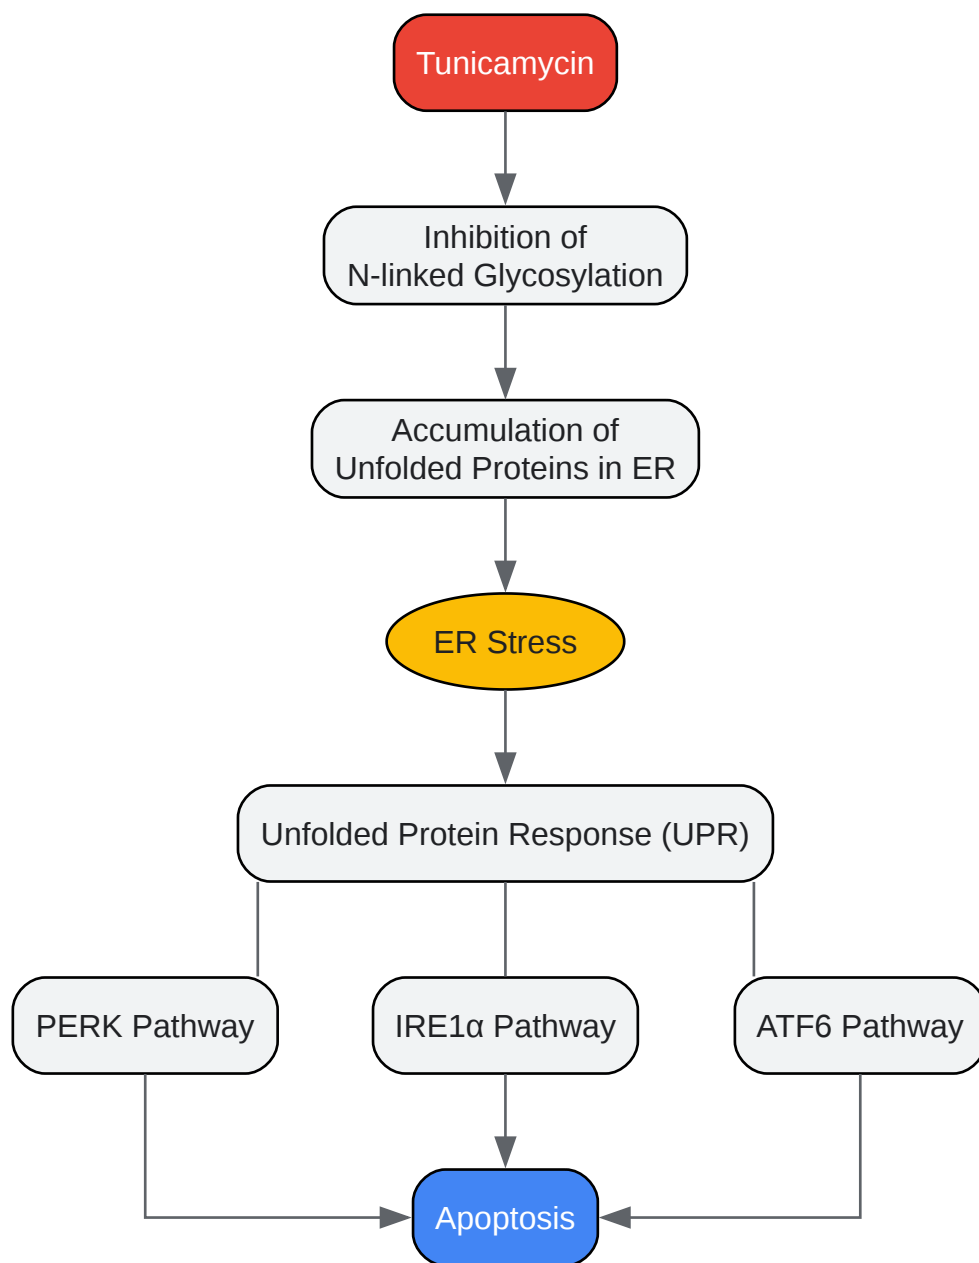 Tunicamycin
Inhibition of
N-linked Glycosylation
Accumulation of
Unfolded Proteins in ER
ER Stress
Unfolded Protein Response (UPR)
PERK Pathway
IRE1α Pathway
ATF6 Pathway
Apoptosis